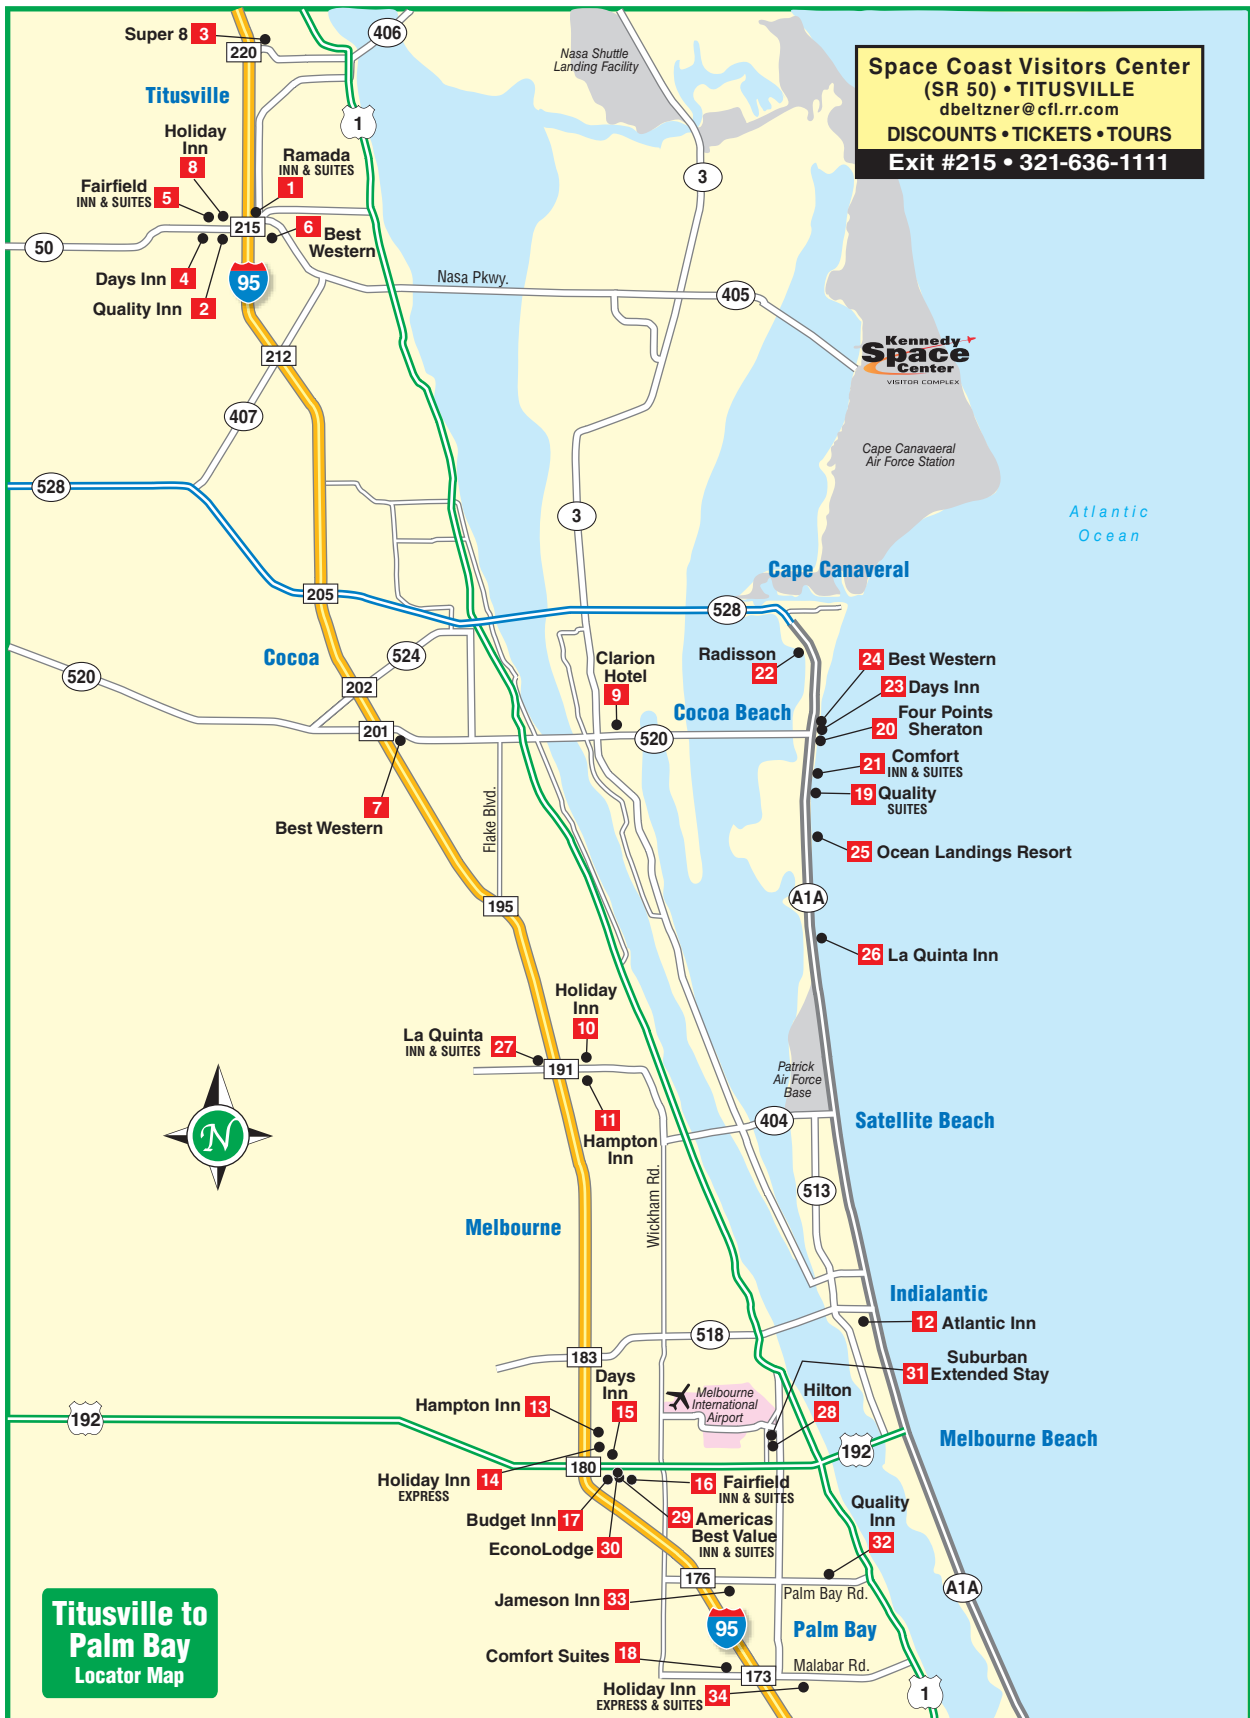 Super 8 3
220
406
Nasa Shuttle
Landing Facility
Space Coast Visitors Center
(SR 50) • TITUSVILLE
dbeltzner@cfl.rr.com
DISCOUNTS • TICKETS • TOURS
Exit #215 • 321-636-1111
Titusville
1
Holiday
Inn
8
Ramada
INN & SUITES
1
3
Fairfield
INN & SUITES
5
215
6
Best
Western
50
Days Inn 4
Quality Inn 2
95
Nasa Pkwy.
405
Kennedy
Space
Center
VISITOR COMPLEX
212
407
Cape Canavaeral
Air Force Station
528
3
Atlantic
Ocean
Cape Canaveral
205
528
Cocoa
524
520
202
Clarion
Hotel
9
Radisson
22
24 Best Western
23 Days Inn
Cocoa Beach
20 Four Points
Sheraton
201
520
21 Comfort
INN & SUITES
19 Quality
SUITES
7
Best Western
Flake Blvd.
25 Ocean Landings Resort
A1A
195
26 La Quinta Inn
Holiday
Inn
10
La Quinta
INN & SUITES
27
191
Patrick
Air Force
Base
11
Hampton
Inn
404
Satellite Beach
N
Wickham Rd.
513
Melbourne
Indialantic
12 Atlantic Inn
518
183
Suburban
31 Extended Stay
Days
Inn
15
Hampton Inn 13
Melbourne
International
Airport
Hilton
28
192
192
Melbourne Beach
180
Holiday Inn
EXPRESS
14
16 Fairfield
INN & SUITES
Quality
Inn
32
Budget Inn 17
29 Americas
Best Value
INN & SUITES
EconoLodge 30
176
Palm Bay Rd.
A1A
Jameson Inn 33
95
Palm Bay
Titusville to
Palm Bay
Locator Map
Comfort Suites 18
173
Malabar Rd.
Holiday Inn
EXPRESS & SUITES
34
1